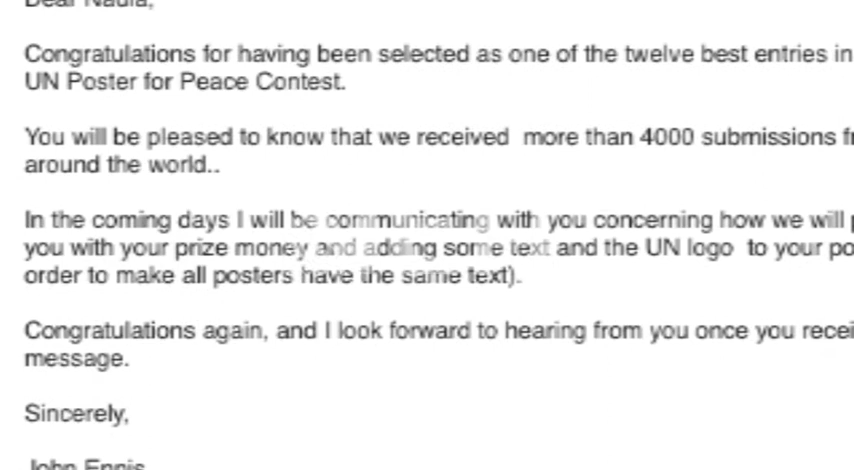 Dear Nadia,
Congratulations for having been selected as one of the twelve best entries in
UN Poster for Peace Contest.
You will be pleased to know that we received  more than 4000 submissions
around the world..
In the coming days I will be communicating with you concerning how we will
you with your prize money and adding some text and the UN logo  to your
order to make all posters have the same text).
Congratulations again, and I look forward to hearing from you once you
message.
Sincerely,
John Ennis